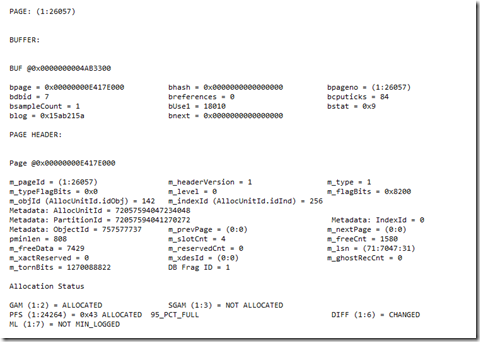 PAGE: (1:26057)
BUFFER:
BUF @0x0000000004AB3300
bpage = 0x00000000E417E000 bhash = 0x0000000000000000 bpageno = (1:26057)
bdbid = 7 breferences = 0 bcputicks = 84
bsampleCount = 1 bUse1 = 18010 bstat = 0x9
blog = 0x15ab215a bnext = 0x0000000000000000
PAGE HEADER:
Page @0x00000000E417E000
m_pageId = (1:26057) m_headerVersion = 1 m_type = 1
m_typeFlagBits = 0x0 m_level = 0 m_flagBits = 0x8200
m_objId (AllocUnitId.idObj) = 142 m_indexId (AllocUnitId.idInd) = 256
Metadata: AllocUnitId = 72057594047234048
Metadata: PartitionId = 72057594041270272 Metadata: IndexId = 0
Metadata: ObjectId = 757577737 m_prevPage = (0:0) m_nextPage = (0:0)
pminlen = 808 m_slotCnt = 4 m_freeCnt = 1580
m_freeData = 7429 m_reservedCnt = 0 m_lsn = (71:7047:31)
m_xactReserved = 0 m_xdesId = (0:0) m_ghostRecCnt = 0
m_tornBits = 1270088822 DB Frag ID = 1
Allocation Status
GAM (1:2) = ALLOCATED SGAM (1:3) = NOT ALLOCATED
PFS (1:24264) = 0x43 ALLOCATED 95_PCT_FULL DIFF (1:6) = CHANGED
ML (1:7) = NOT MIN_LOGGED